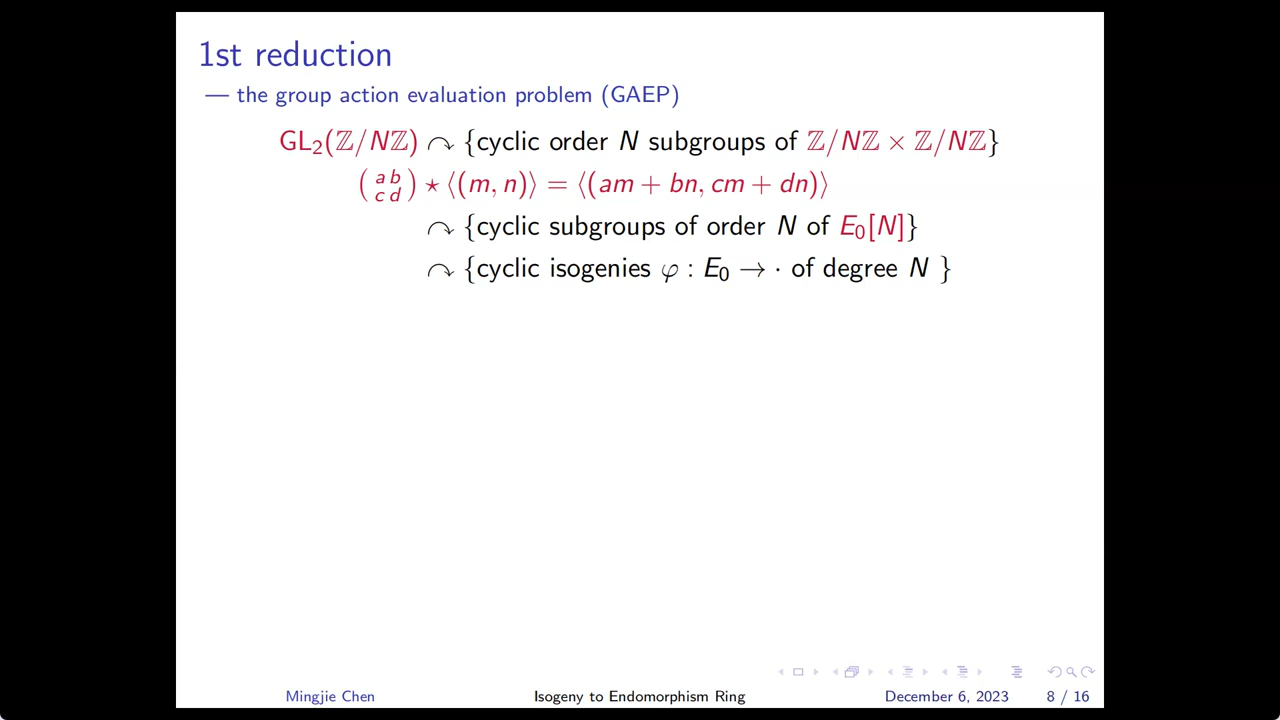 1st reduction
— the group action evaluation problem (GAEP)
GL₂(ℤ/Nℤ) ↷ {cyclic order N subgroups of ℤ/Nℤ × ℤ/Nℤ}
(a b
c d) ⋆ ⟨(m, n)⟩ = ⟨(am + bn, cm + dn)⟩
↷ {cyclic subgroups of order N of E₀[N]}
↷ {cyclic isogenies φ : E₀ → · of degree N }
Mingjie Chen Isogeny to Endomorphism Ring December 6, 2023 8 / 16